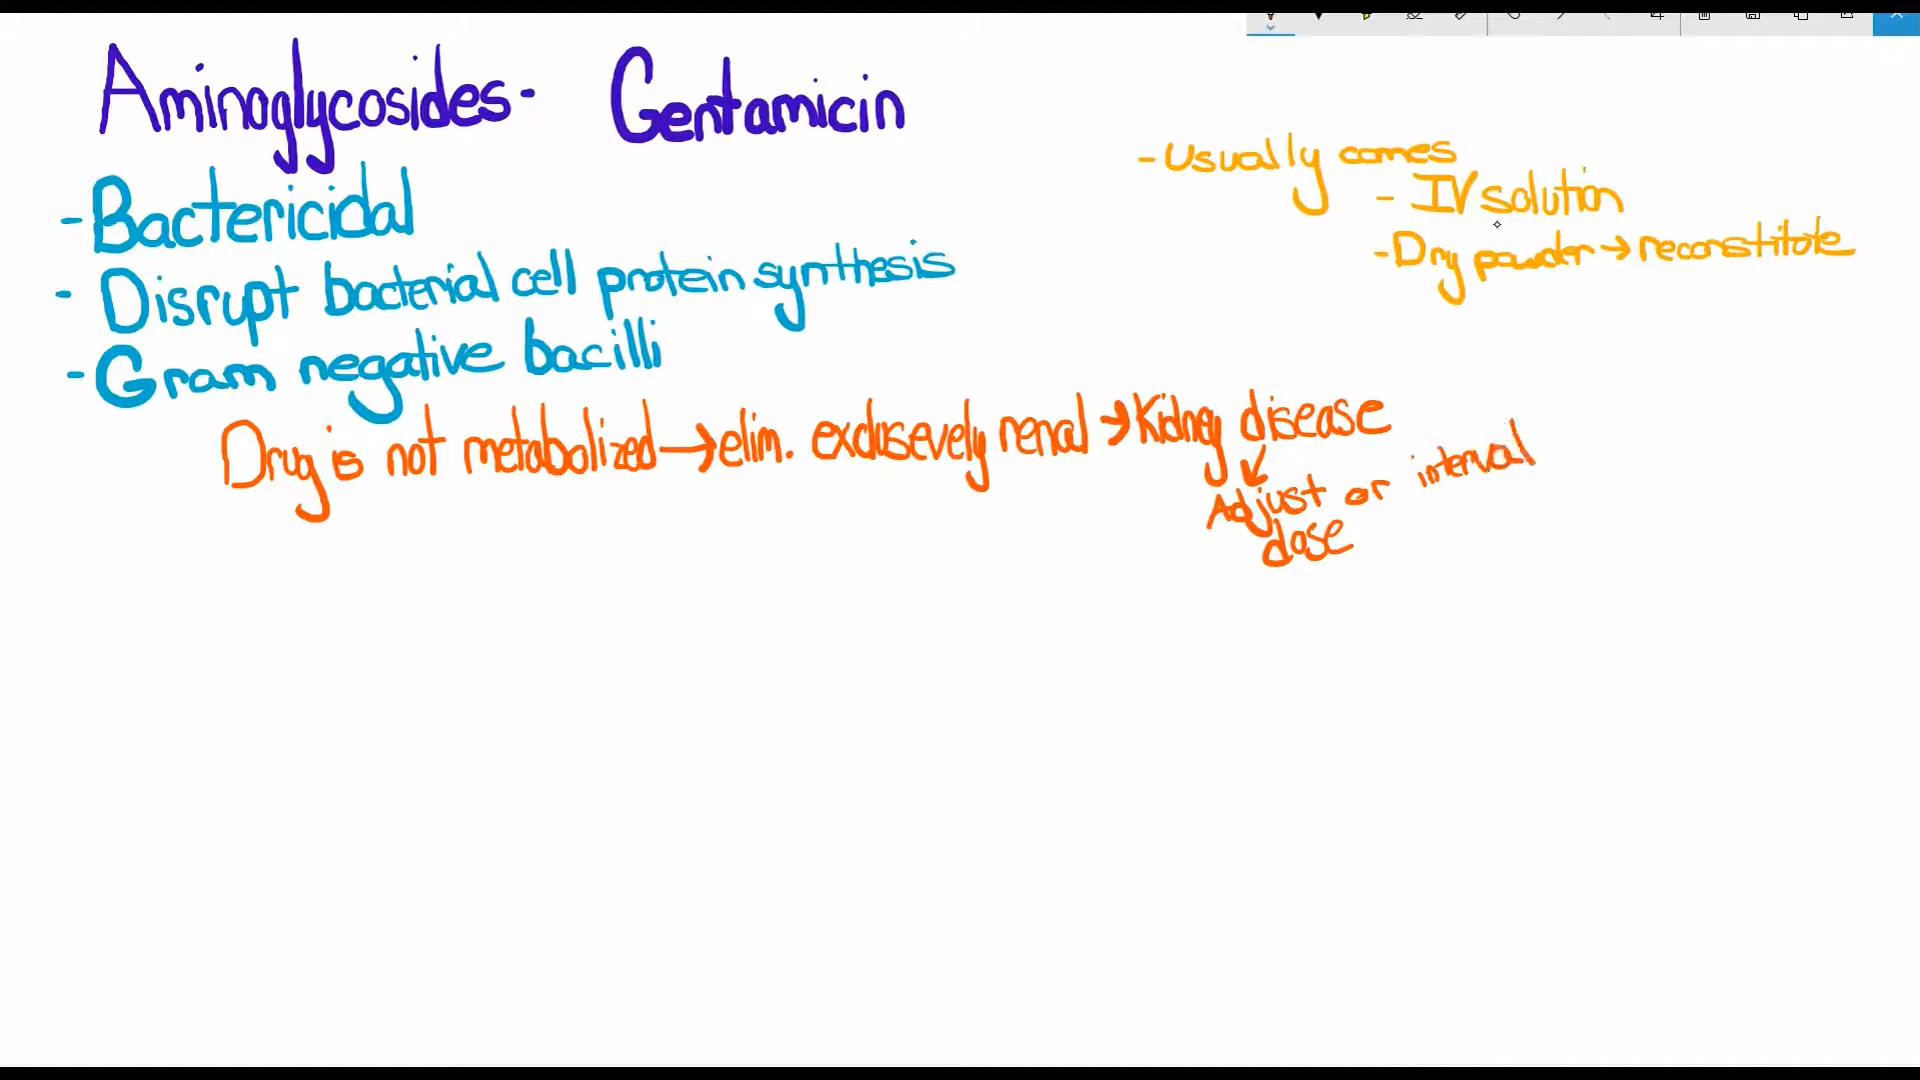 Aminoglycosides- Gentamicin
- Usually comes
- IV solution
- Dry powder → reconstitute
- Bactericidal
- Disrupt bacterial cell protein synthesis
- Gram negative bacilli
Drug is not metabolized → elim. exclusevely renal → Kidney disease
↓
Adjust or interval
dose